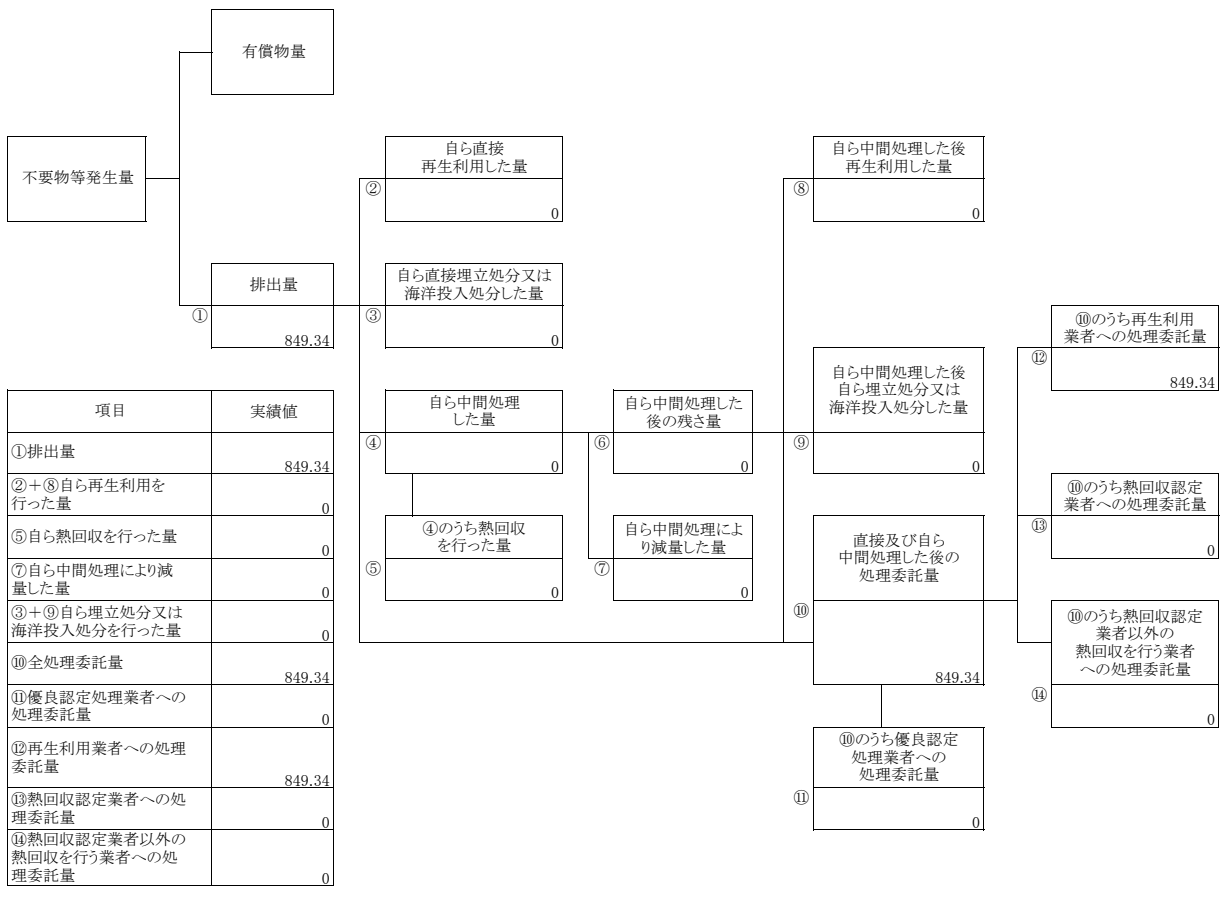 有償物量
不要物等発生量
自ら直接
再生利用した量
②
0
自ら中間処理した後
再生利用した量
⑧
0
排出量
①
849.34
自ら直接埋立処分又は
海洋投入処分した量
③
0
自ら中間処理
した量
④
0
自ら中間処理した
後の残さ量
⑥
0
自ら中間処理した後
自ら埋立処分又は
海洋投入処分した量
⑨
0
⑩のうち再生利用
業者への処理委託量
⑫
849.34
④のうち熱回収
を行った量
⑤
0
自ら中間処理によ
り減量した量
⑦
0
直接及び自ら
中間処理した後の
処理委託量
⑩
849.34
⑩のうち熱回収認定
業者への処理委託量
⑬
0
⑩のうち熱回収認定
業者以外の
熱回収を行う業者
への処理委託量
⑭
0
⑩のうち優良認定
処理業者への
処理委託量
⑪
0
項目 実績値
①排出量
849.34
②＋⑧自ら再生利用を
行った量
0
⑤自ら熱回収を行った量
0
⑦自ら中間処理により減
量した量
0
③＋⑨自ら埋立処分又は
海洋投入処分を行った量
0
⑩全処理委託量
849.34
⑪優良認定処理業者への
処理委託量
0
⑫再生利用業者への処理
委託量
849.34
⑬熱回収認定業者への処
理委託量
0
⑭熱回収認定業者以外の
熱回収を行う業者への処
理委託量
0